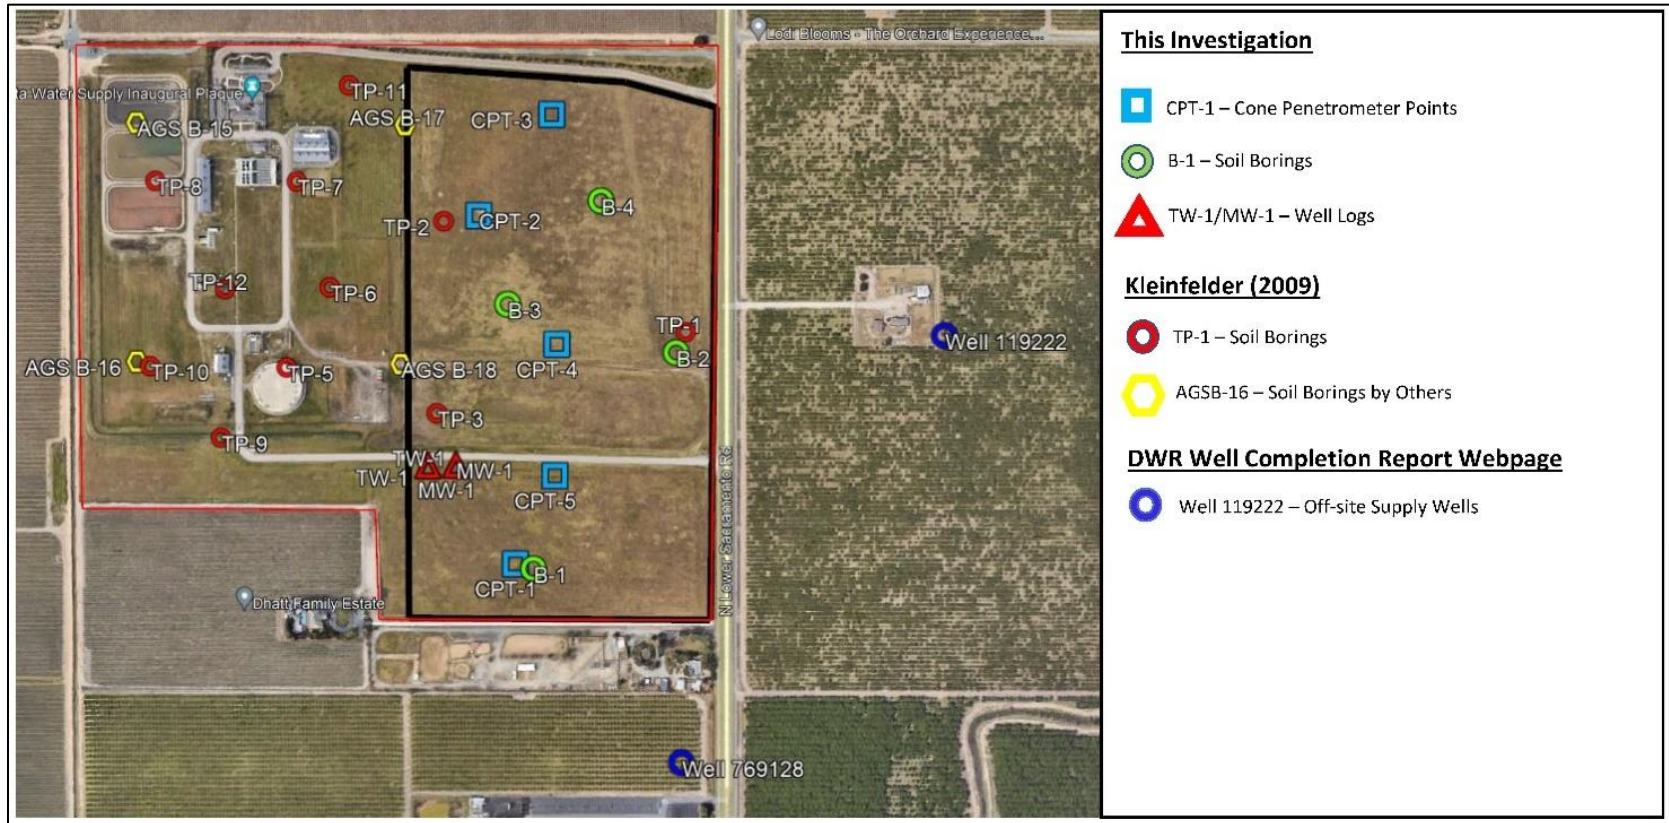 Lodi Blooms - The Orchard Experience...
ta Water Supply Inaugural Plaque
TP-11
AGS B-15
AGS B-17
CPT-3
TP-8
TP-7
B-4
TP-2
CPT-2
TP-12
TP-6
B-3
TP-1
Well 119222
B-2
AGS B-16
TP-10
TP-5
AGS B-18
CPT-4
TP-3
TP-9
TW-1
TW-1
MW-1
MW-1
CPT-5
N Lower Sacramento Rd
CPT-1
B-1
Dhatt Family Estate
Well 769128
This Investigation
CPT-1 – Cone Penetrometer Points
B-1 – Soil Borings
TW-1/MW-1 – Well Logs
Kleinfelder (2009)
TP-1 – Soil Borings
AGSB-16 – Soil Borings by Others
DWR Well Completion Report Webpage
Well 119222 – Off-site Supply Wells